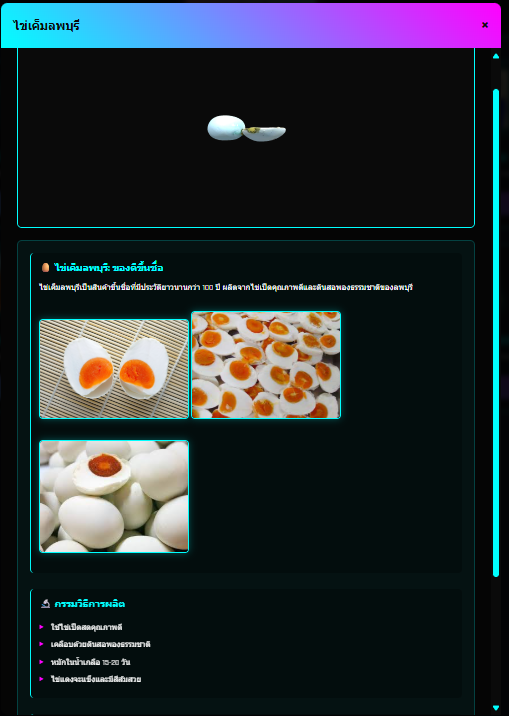 ไข่เค็มลพบุรี
×
ไข่เค็มลพบุรี: ของดีขึ้นชื่อ
ไข่เค็มลพบุรีเป็นสินค้าขึ้นชื่อที่มีประวัติยาวนานกว่า 100 ปี ผลิตจากไข่เป็ดคุณภาพดีและดินสอพองธรรมชาติของลพบุรี
กรรมวิธีการผลิต
ใช้ไข่เป็ดสดคุณภาพดี
เคลือบด้วยดินสอพองธรรมชาติ
หมักในน้ำเกลือ 15-20 วัน
ไข่แดงจะแข็งและมีสีส้มสวย